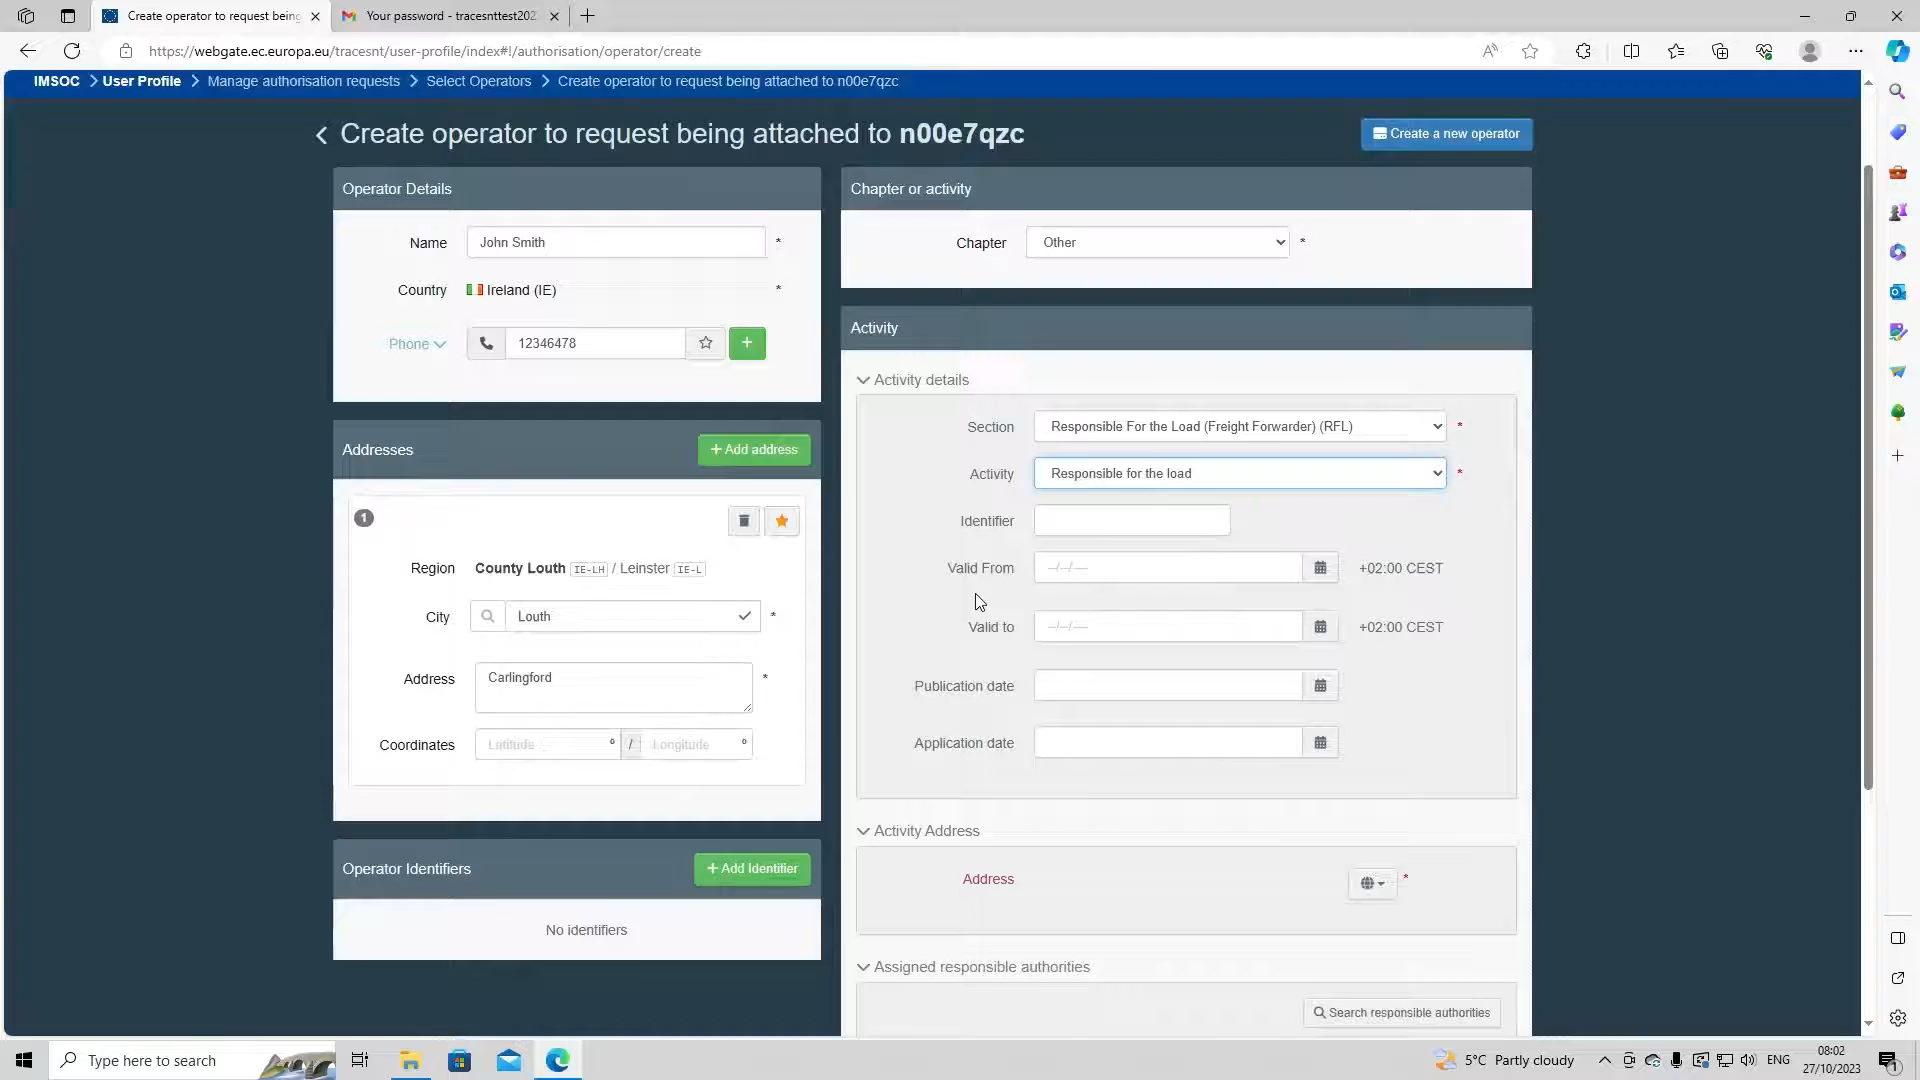 Create operator to request being
Your password - tracesnttest202
https://webgate.ec.europa.eu/tracesnt/user-profile/index#!/authorisation/operator/create
IMSOC > User Profile > Manage authorisation requests > Select Operators > Create operator to request being attached to n00e7qzc
Create operator to request being attached to n00e7qzc
Create a new operator
Operator Details
Name John Smith *
Country Ireland (IE) *
Phone 12346478
Addresses
+ Add address
1
Region County Louth IE-LH / Leinster IE-L
City Louth *
Address Carlingford *
Coordinates Latitude ° / Longitude °
Operator Identifiers
+ Add Identifier
No identifiers
Chapter or activity
Chapter Other *
Activity
Activity details
Section Responsible For the Load (Freight Forwarder) (RFL) *
Activity Responsible for the load *
Identifier
Valid From --/--/---- +02:00 CEST
Valid to --/--/---- +02:00 CEST
Publication date
Application date
Activity Address
Address *
Assigned responsible authorities
Search responsible authorities
Type here to search
5°C Partly cloudy
ENG
08:02
27/10/2023
1